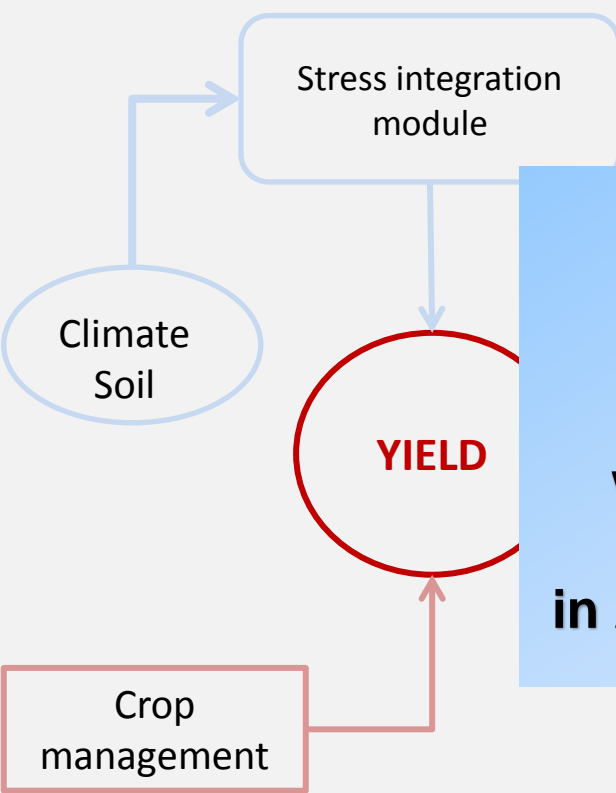 Stress integration
module
Climate
Soil
YIELD
in
Crop
management